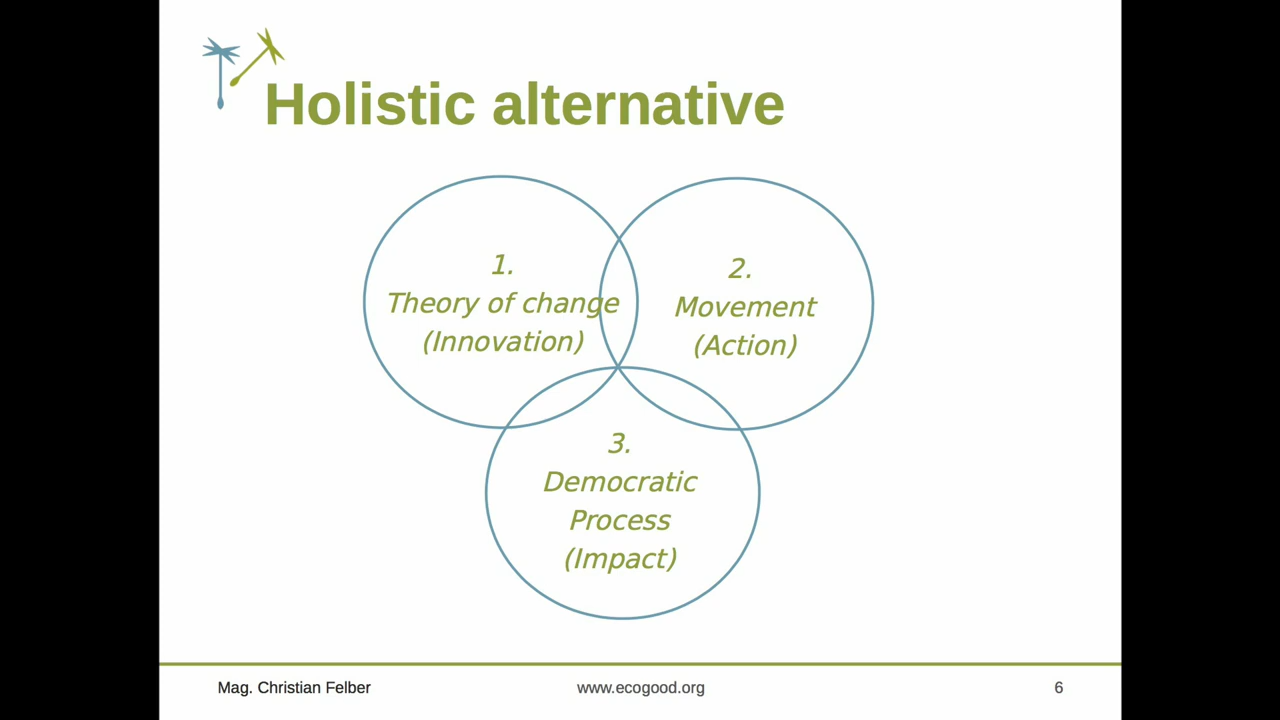 Holistic alternative
1.
Theory of change
(Innovation)
2.
Movement
(Action)
3.
Democratic
Process
(Impact)
Mag. Christian Felber
www.ecogood.org
6